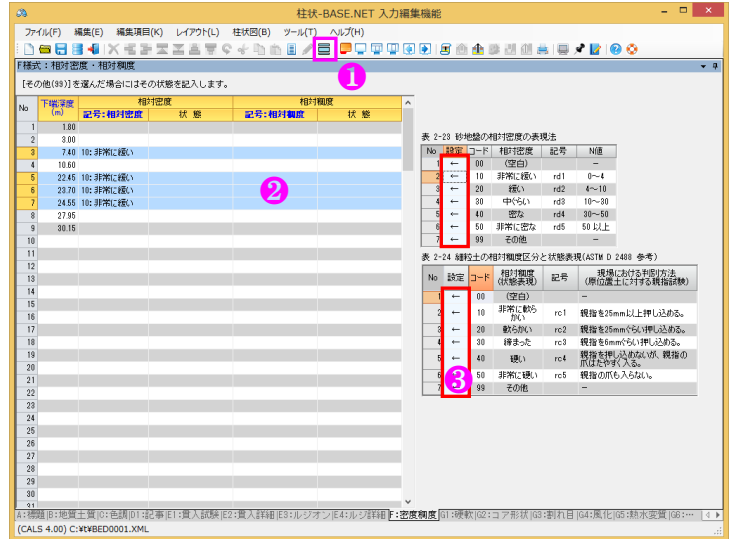 柱状-BASE.NET 入力編集機能
ファイル(F) 編集(E) 編集項目(K) レイアウト(L) 柱状図(B) ツール(T) ヘルプ(H)
1
F様式:相対密度・相対稠度
[その他(99)]を選んだ場合にはその状態を記入します。
No 下端深度(m) 相対密度 相対稠度
記号:相対密度 状 態 記号:相対稠度 状 態
1 1.80
2 3.00
3 7.40 10:非常に緩い
4 10.60
5 22.45 10:非常に緩い
6 23.70 10:非常に緩い
7 24.55 10:非常に緩い
8 27.95
9 30.15
10
11
12
13
14
15
16
17
18
19
20
21
22
23
24
25
26
27
28
29
30
31
2
表 2-23 砂地盤の相対密度の表現法
No 設定 コード 相対密度 記号 N値
1 ← 00 (空白) −
2 ← 10 非常に緩い rd1 0~4
3 ← 20 緩い rd2 4~10
4 ← 30 中くらい rd3 10~30
5 ← 40 密な rd4 30~50
6 ← 50 非常に密な rd5 50以上
7 ← 99 その他 −
表 2-24 細粒土の相対稠度区分と状態表現(ASTM D 2488 参考)
No 設定 コード 相対稠度(状態表現) 記号 現場における判別方法(原位置土に対する親指試験)
1 ← 00 (空白) −
2 ← 10 非常に軟らかい rc1 親指を25mm以上押し込める。
3 ← 20 軟らかい rc2 親指を25mmぐらい押し込める。
4 ← 30 締まった rc3 親指を6mmぐらい押し込める。
5 ← 40 硬い rc4 親指を押し込めないが、親指の爪はたやすく入る。
6 ← 50 非常に硬い rc5 親指の爪も入らない。
7 ← 99 その他 −
3
A:標題|B:地質土質|C:色調|D1:記事|E1:貫入試験|E2:貫入詳細|E3:ルジオン|E4:ルジ詳細|F:密度稠度|G1:硬軟|G2:コア形状|G3:割れ目|G4:風化|G5:熱水変質|G6:…
(CALS 4.00) C:¥t¥BED0001.XML